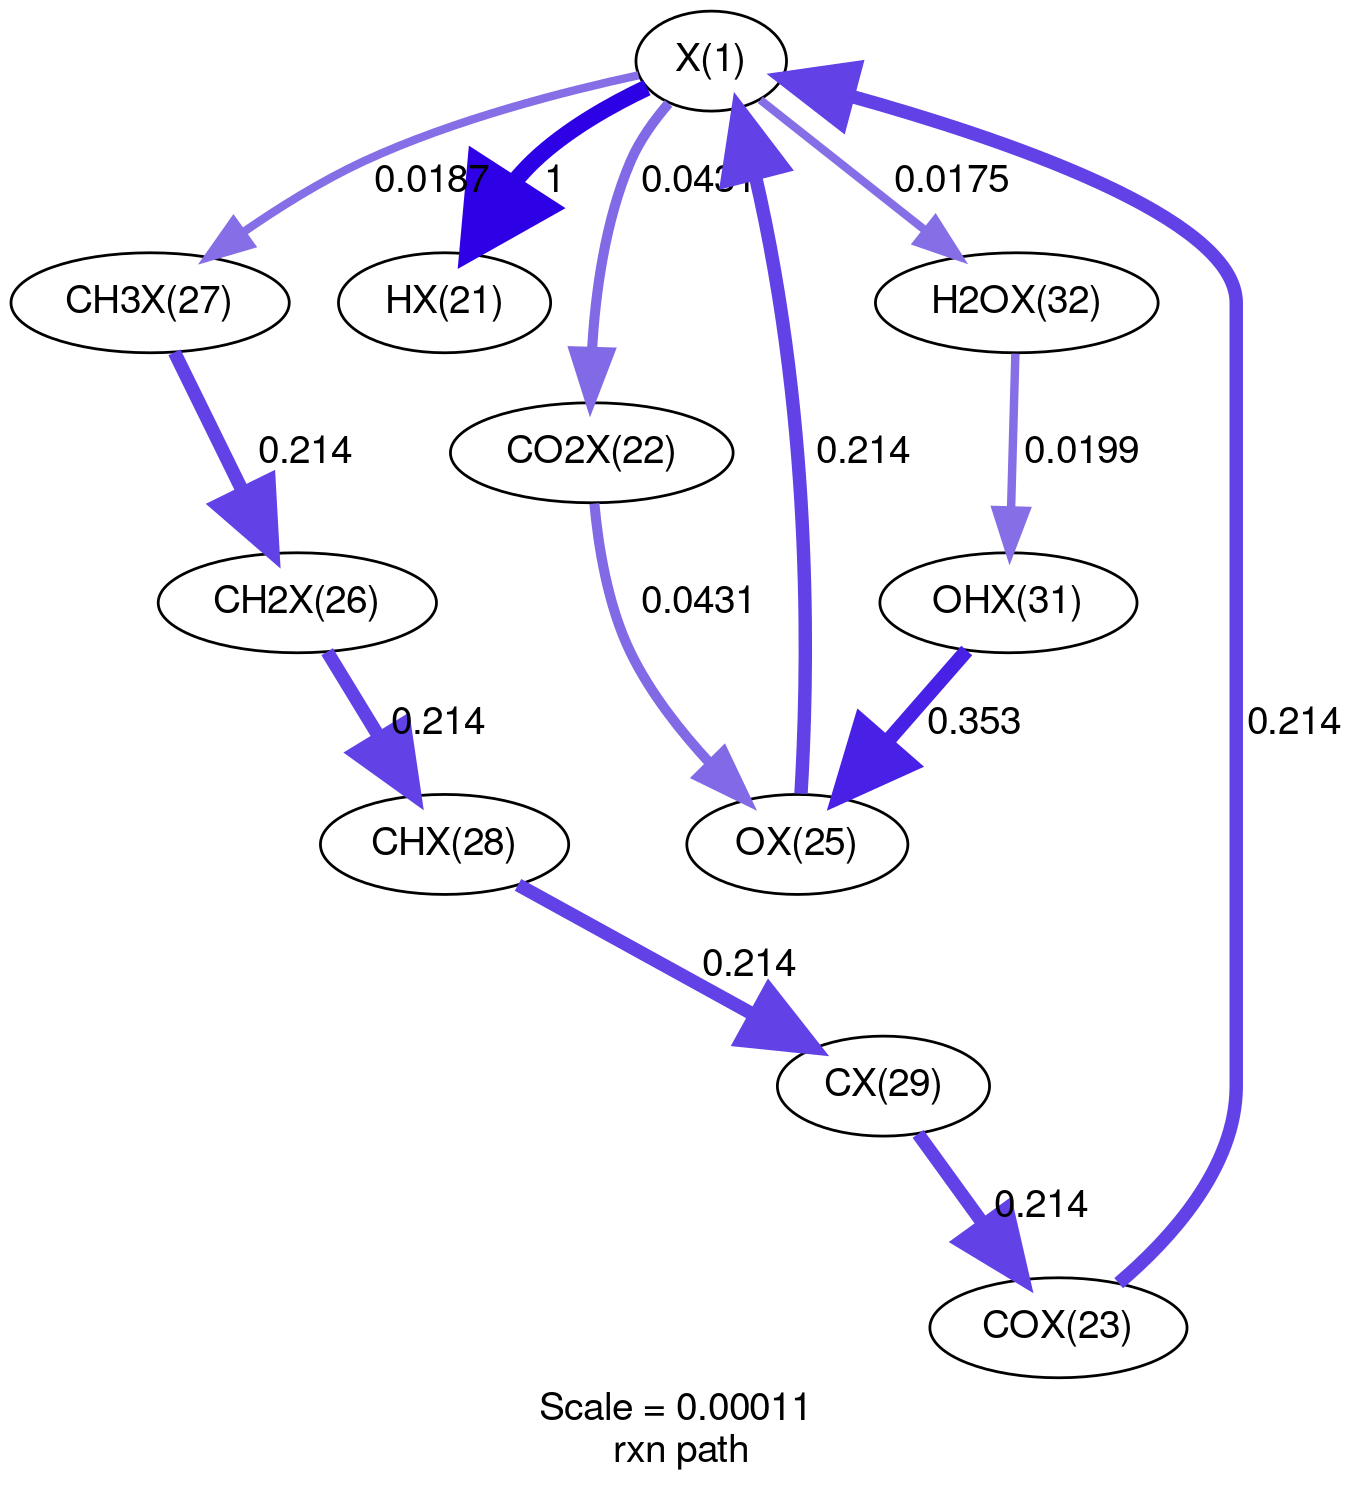 X(1)
0.0187
1
0.0431
0.0175
CH3X(27)
HX(21)
H2OX(32)
0.214
CO2X(22)
0.214
0.0199
CH2X(26)
0.0431
OHX(31)
0.214
0.353
0.214
CHX(28)
OX(25)
0.214
CX(29)
0.214
COX(23)
Scale = 0.00011
rxn path